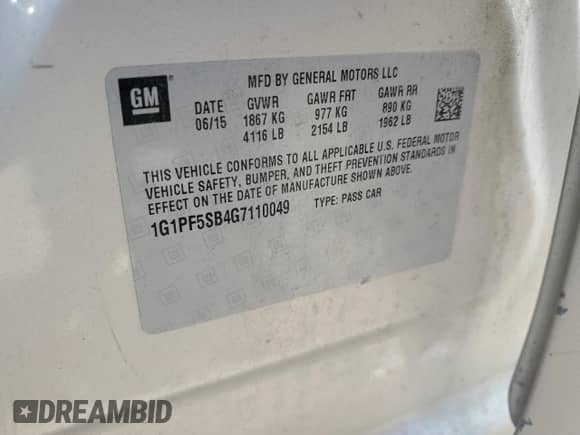 GM ®
MFD BY GENERAL MOTORS LLC
DATE GVWR GAWR FRT GAWR RR
06/15 1867 KG 977 KG 890 KG
4116 LB 2154 LB 1962 LB
THIS VEHICLE CONFORMS TO ALL APPLICABLE U.S. FEDERAL MOTOR
VEHICLE SAFETY, BUMPER, AND THEFT PREVENTION STANDARDS IN
EFFECT ON THE DATE OF MANUFACTURE SHOWN ABOVE.
1G1PF5SB4G7110049 TYPE: PASS CAR
DREAMBID